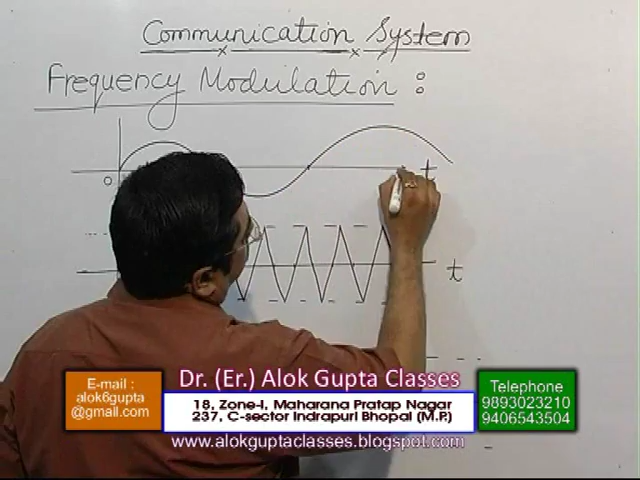 Communication System
Frequency Modulation :
0
t
t
Dr. (Er.) Alok Gupta Classes
E-mail :
alok6gupta
@gmail.com
18, Zone-I, Maharana Pratap Nagar
237, C-sector Indrapuri Bhopal (M.P.)
Telephone
9893023210
9406543504
www.alokguptaclasses.blogspot.com